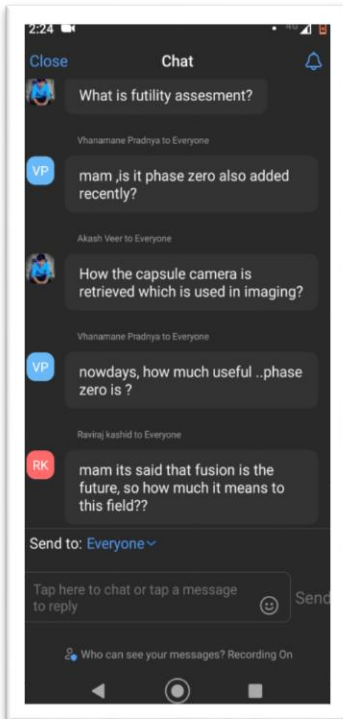 2:24
4G
Close
Chat
What is futility assesment?
Vhanamane Pradnya to Everyone
VP
mam ,is it phase zero also added
recently?
Akash Veer to Everyone
How the capsule camera is
retrieved which is used in imaging?
Vhanamane Pradnya to Everyone
VP
nowdays, how much useful ..phase
zero is ?
Raviraj kashid to Everyone
RK
mam its said that fusion is the
future, so how much it means to
this field??
Send to: Everyone
Tap here to chat or tap a message
to reply
Send
Who can see your messages? Recording On